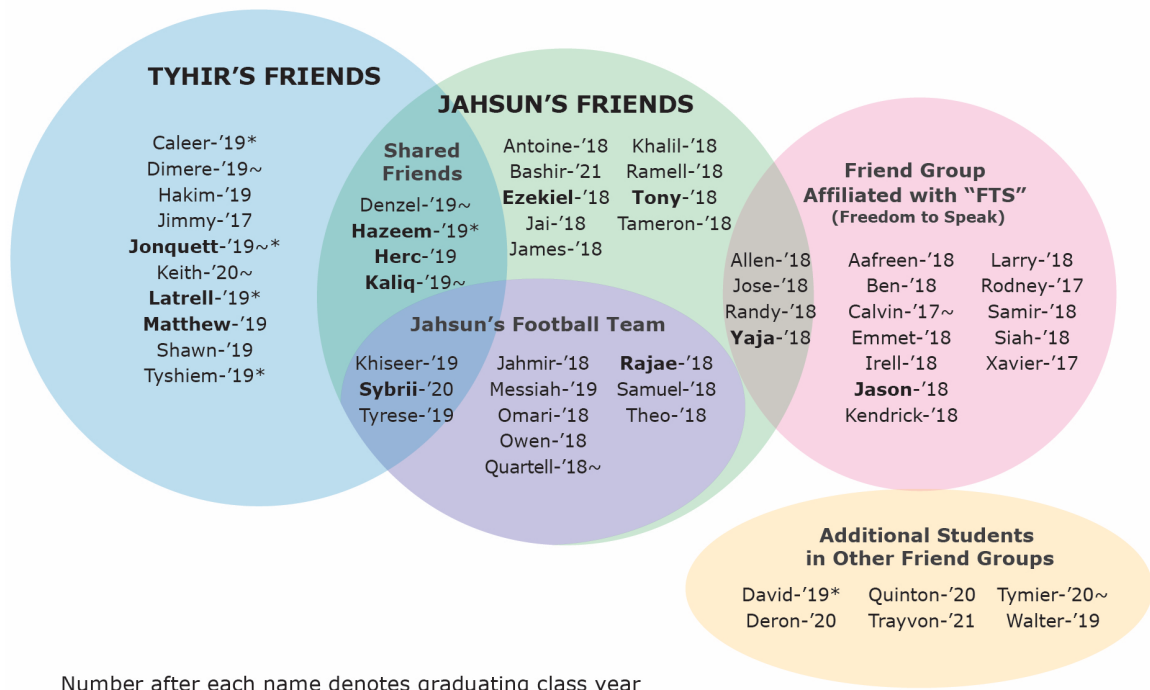 TYHIR’S FRIENDS
Caleer-’19*
Dimere-’19~
Hakim-’19
Jimmy-’17
Jonquett-’19~*
Keith-’20~
Latrell-’19*
Matthew-’19
Shawn-’19
Tyshiem-’19*
JAHSUN’S FRIENDS
Shared
Friends
Denzel-’19~
Hazeem-’19*
Herc-’19
Kaliq-’19~
Antoine-’18
Bashir-’21
Ezekiel-’18
Jai-’18
James-’18
Khalil-’18
Ramell-’18
Tony-’18
Tameron-’18
Jahsun’s Football Team
Khiseer-’19
Sybrii-’20
Tyrese-’19
Jahmir-’18
Messiah-’19
Omari-’18
Owen-’18
Quartell-’18~
Rajae-’18
Samuel-’18
Theo-’18
Friend Group
Affiliated with “FTS”
(Freedom to Speak)
Allen-’18
Jose-’18
Randy-’18
Yaja-’18
Aafreen-’18
Ben-’18
Calvin-’17~
Emmet-’18
Irell-’18
Jason-’18
Kendrick-’18
Larry-’18
Rodney-’17
Samir-’18
Siah-’18
Xavier-’17
Additional Students
in Other Friend Groups
David-’19*
Deron-’20
Quinton-’20
Trayvon-’21
Tymier-’20~
Walter-’19
Number after each name denotes graduating class year